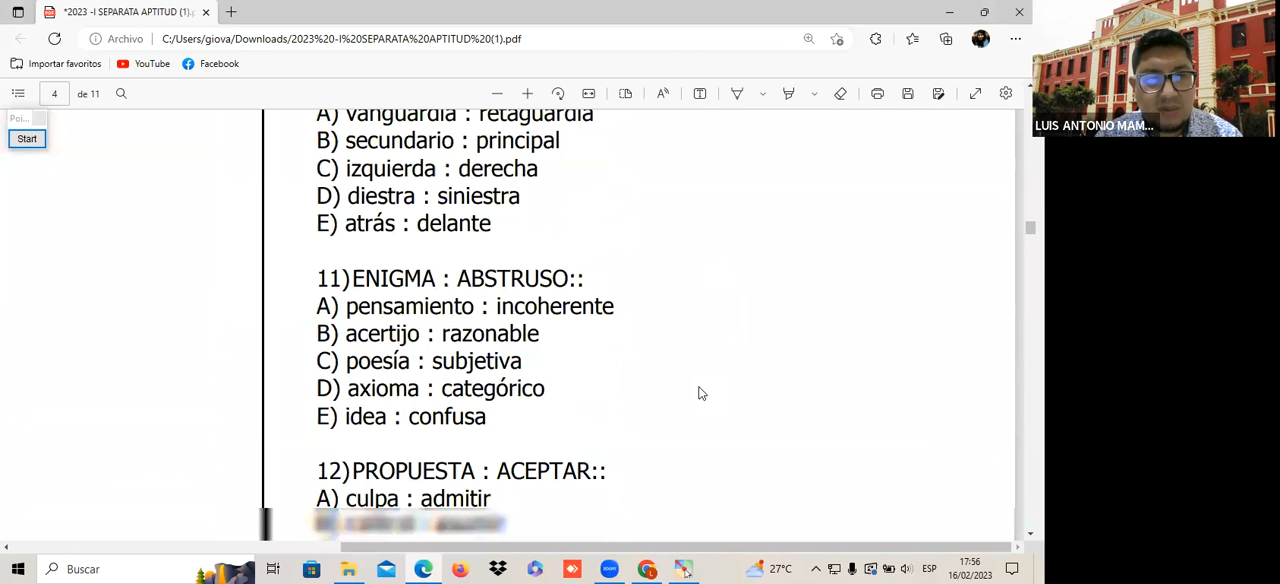 *2023 -I SEPARATA APTITUD (1).p
Archivo
C:/Users/giova/Downloads/2023%20-I%20SEPARATA%20APTITUD%20(1).pdf
Importar favoritos
YouTube
Facebook
4
de 11
Poi...
Start
A) vanguardia : retaguardia
B) secundario : principal
C) izquierda : derecha
D) diestra : siniestra
E) atrás : delante
11)ENIGMA : ABSTRUSO::
A) pensamiento : incoherente
B) acertijo : razonable
C) poesía : subjetiva
D) axioma : categórico
E) idea : confusa
12)PROPUESTA : ACEPTAR::
A) culpa : admitir
LUIS ANTONIO MAM...
Buscar
zoom
27°C
ESP
17:56
16/02/2023